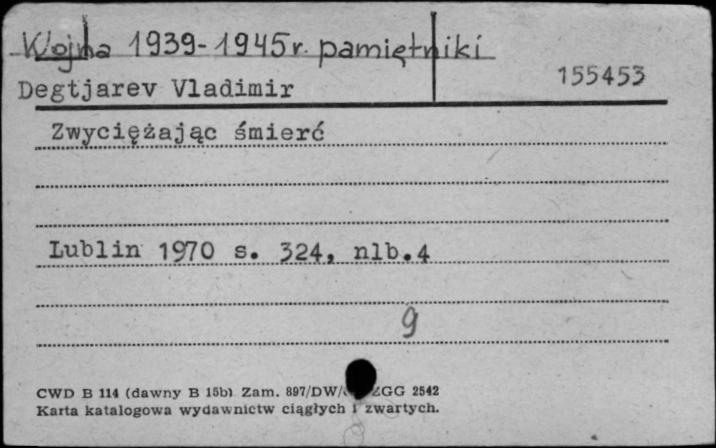 Wojna 1939-1945r. pamiętniki
Degtjarev Vladimir 155453
Zwyciężając śmierć
Lublin 1970 s. 324, nlb.4
9
CWD B 114 (dawny B 15b) Zam. 897/DW/ ZGG 2542
Karta katalogowa wydawnictw ciągłych i zwartych.